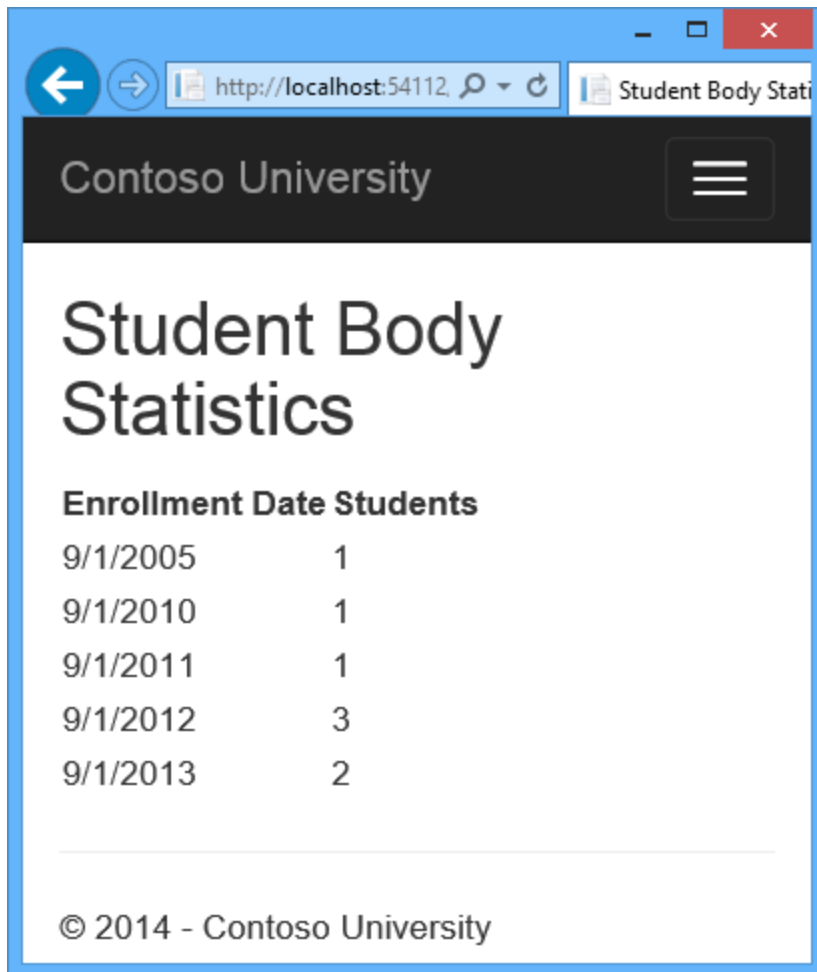 http://localhost:54112,
Student Body Stati
Contoso University
Student Body
Statistics
Enrollment Date Students
9/1/2005 1
9/1/2010 1
9/1/2011 1
9/1/2012 3
9/1/2013 2
© 2014 - Contoso University